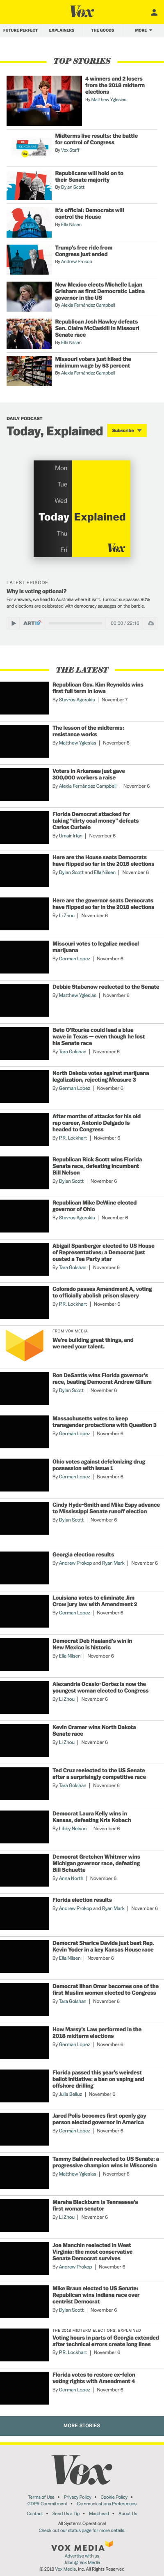 Vox
FUTURE PERFECT EXPLAINERS THE GOODS MORE
TOP STORIES
4 winners and 2 losers
from the 2018 midterm
elections
By Matthew Yglesias
Midterms live results: the battle
for control of Congress
By Vox Staff
Republicans will hold on to
their Senate majority
By Dylan Scott
It's official: Democrats will
control the House
By Ella Nilsen
Trump's free ride from
Congress just ended
By Andrew Prokop
New Mexico elects Michelle Lujan
Grisham as first Democratic Latina
governor in the US
By Alexia Fernández Campbell
Republican Josh Hawley defeats
Sen. Claire McCaskill in Missouri
Senate race
By Ella Nilsen
Missouri voters just hiked the
minimum wage by 53 percent
By Alexia Fernández Campbell
DAILY PODCAST
Today, Explained
Subscribe
Mon
Tue
Wed
Today Explained
Thu
Fri
Vox
LATEST EPISODE
Why is voting optional?
For answers, we head to Australia where it isn't. Turnout surpasses 90%
and elections are celebrated with democracy sausages on the barbie.
ART19
00:00 / 22:16
THE LATEST
Republican Gov. Kim Reynolds wins
first full term in Iowa
By Stavros Agorakis | November 7
The lesson of the midterms:
resistance works
By Matthew Yglesias | November 6
Voters in Arkansas just gave
300,000 workers a raise
By Alexia Fernández Campbell | November 6
Florida Democrat attacked for
taking "dirty coal money" defeats
Carlos Curbelo
By Umair Irfan | November 6
Here are the House seats Democrats
have flipped so far in the 2018 elections
By Dylan Scott and Ella Nilsen | November 6
Here are the governor seats Democrats
have flipped so far in the 2018 elections
By Li Zhou | November 6
Missouri votes to legalize medical
marijuana
By German Lopez | November 6
Debbie Stabenow reelected to the Senate
By Matthew Yglesias | November 6
Beto O'Rourke could lead a blue
wave in Texas — even though he lost
his Senate race
By Tara Golshan | November 6
North Dakota votes against marijuana
legalization, rejecting Measure 3
By German Lopez | November 6
After months of attacks for his old
rap career, Antonio Delgado is
headed to Congress
By P.R. Lockhart | November 6
Republican Rick Scott wins Florida
Senate race, defeating incumbent
Bill Nelson
By Dylan Scott | November 6
Republican Mike DeWine elected
governor of Ohio
By Stavros Agorakis | November 6
Abigail Spanberger elected to US House
of Representatives: a Democrat just
ousted a Tea Party star
By Tara Golshan | November 6
Colorado passes Amendment A, voting
to officially abolish prison slavery
By P.R. Lockhart | November 6
FROM VOX MEDIA
We're building great things, and
we need your talent.
Ron DeSantis wins Florida governor's
race, beating Democrat Andrew Gillum
By Dylan Scott | November 6
Massachusetts votes to keep
transgender protections with Question 3
By German Lopez | November 6
Ohio votes against defelonizing drug
possession with Issue 1
By German Lopez | November 6
Cindy Hyde-Smith and Mike Espy advance
to Mississippi Senate runoff election
By Dylan Scott | November 6
Georgia election results
By Andrew Prokop and Ryan Mark | November 6
Louisiana votes to eliminate Jim
Crow jury law with Amendment 2
By German Lopez | November 6
Democrat Deb Haaland's win in
New Mexico is historic
By Ella Nilsen | November 6
Alexandria Ocasio-Cortez is now the
youngest woman elected to Congress
By Li Zhou | November 6
Kevin Cramer wins North Dakota
Senate race
By Li Zhou | November 6
Ted Cruz reelected to the US Senate
after a surprisingly competitive race
By Tara Golshan | November 6
Democrat Laura Kelly wins in
Kansas, defeating Kris Kobach
By Libby Nelson | November 6
Democrat Gretchen Whitmer wins
Michigan governor race, defeating
Bill Schuette
By Anna North | November 6
Florida election results
By Andrew Prokop and Ryan Mark | November 6
Democrat Sharice Davids just beat Rep.
Kevin Yoder in a key Kansas House race
By Ella Nilsen | November 6
Democrat Ilhan Omar becomes one of the
first Muslim women elected to Congress
By Tara Golshan | November 6
How Marsy's Law performed in the
2018 midterm elections
By German Lopez | November 6
Florida passed this year's weirdest
ballot initiative: a ban on vaping and
offshore drilling
By Julia Belluz | November 6
Jared Polis becomes first openly gay
person elected governor in America
By German Lopez | November 6
Tammy Baldwin reelected to US Senate: a
progressive champion wins in Wisconsin
By Matthew Yglesias | November 6
Marsha Blackburn is Tennessee's
first woman senator
By Li Zhou | November 6
Joe Manchin reelected in West
Virginia: the most conservative
Senate Democrat survives
By Andrew Prokop | November 6
Mike Braun elected to US Senate:
Republican wins Indiana race over
centrist Democrat
By Dylan Scott | November 6
THE 2018 MIDTERM ELECTIONS, EXPLAINED
Voting hours in parts of Georgia extended
after technical errors create long lines
By P.R. Lockhart | November 6
Florida votes to restore ex-felon
voting rights with Amendment 4
By German Lopez | November 6
MORE STORIES
Vox
Terms of Use • Privacy Policy • Cookie Policy •
GDPR Commitment • Communications Preferences
Contact • Send Us a Tip • Masthead • About Us
All Systems Operational
Check out our status page for more details.
VOX MEDIA
Advertise with us
Jobs @ Vox Media
© 2018 Vox Media, Inc. All Rights Reserved